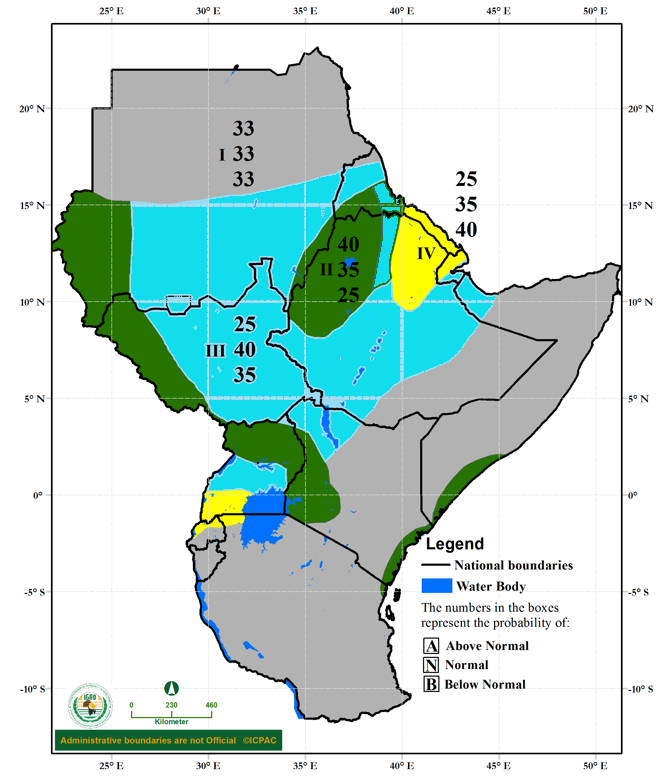 25° E 30° E 35° E 40° E 45° E 50° E
20° N 20° N
33
I 33
33
25
15° N 15° N
35
40
40
IV
II 35
25
10° N 10° N
25
III 40
35
5° N 5° N
0° 0°
Legend
National boundaries
Water Body
-5° S -5° S
The numbers in the boxes
represent the probability of:
A Above Normal
N Normal
B Below Normal
-10° S -10° S
IGAD
0 230 460
Kilometer
Administrative boundaries are not Official ©ICPAC
25° E 30° E 35° E 40° E 45° E 50° E